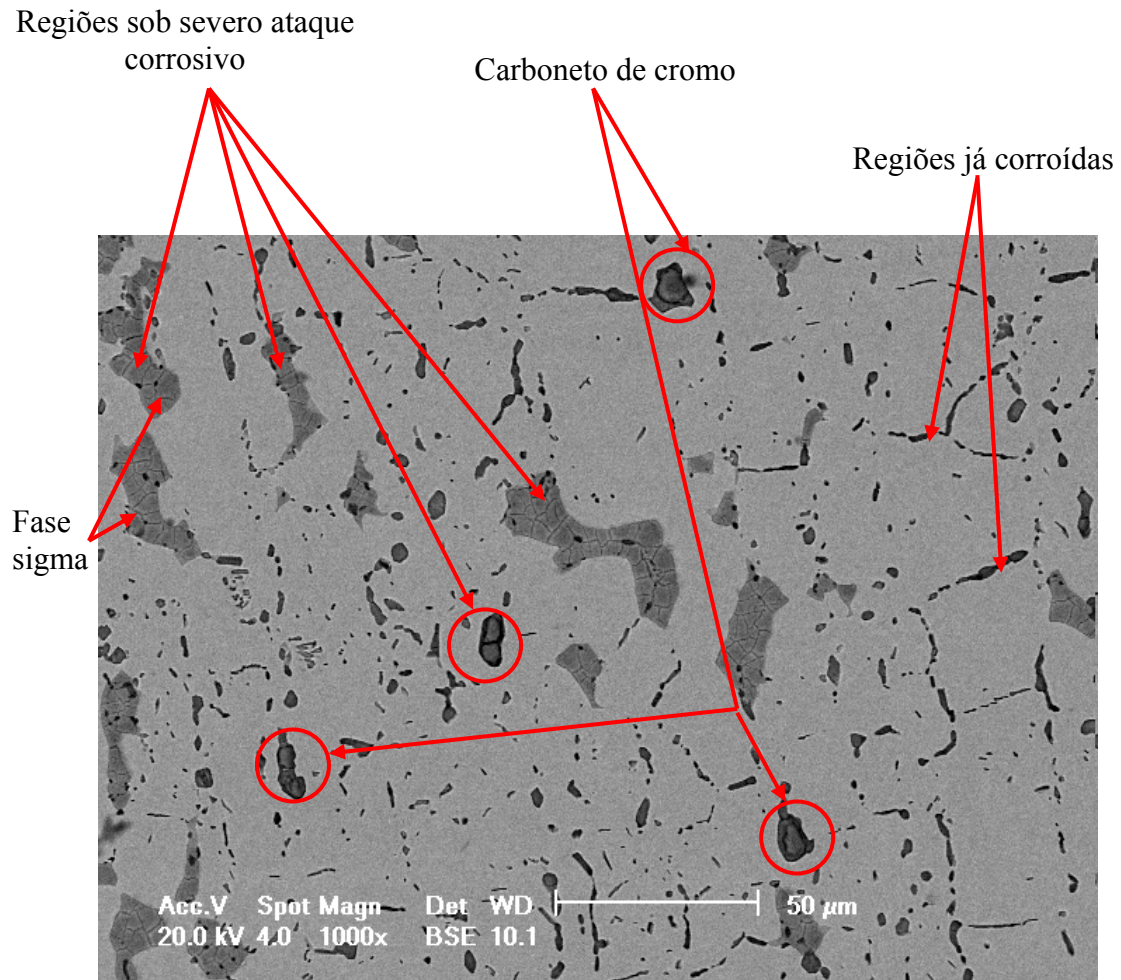 Regiões sob severo ataque
corrosivo
Carboneto de cromo
Regiões já corroídas
Fase
sigma
Acc.V Spot Magn Det WD
20.0 kV 4.0 1000x BSE 10.1
50 µm